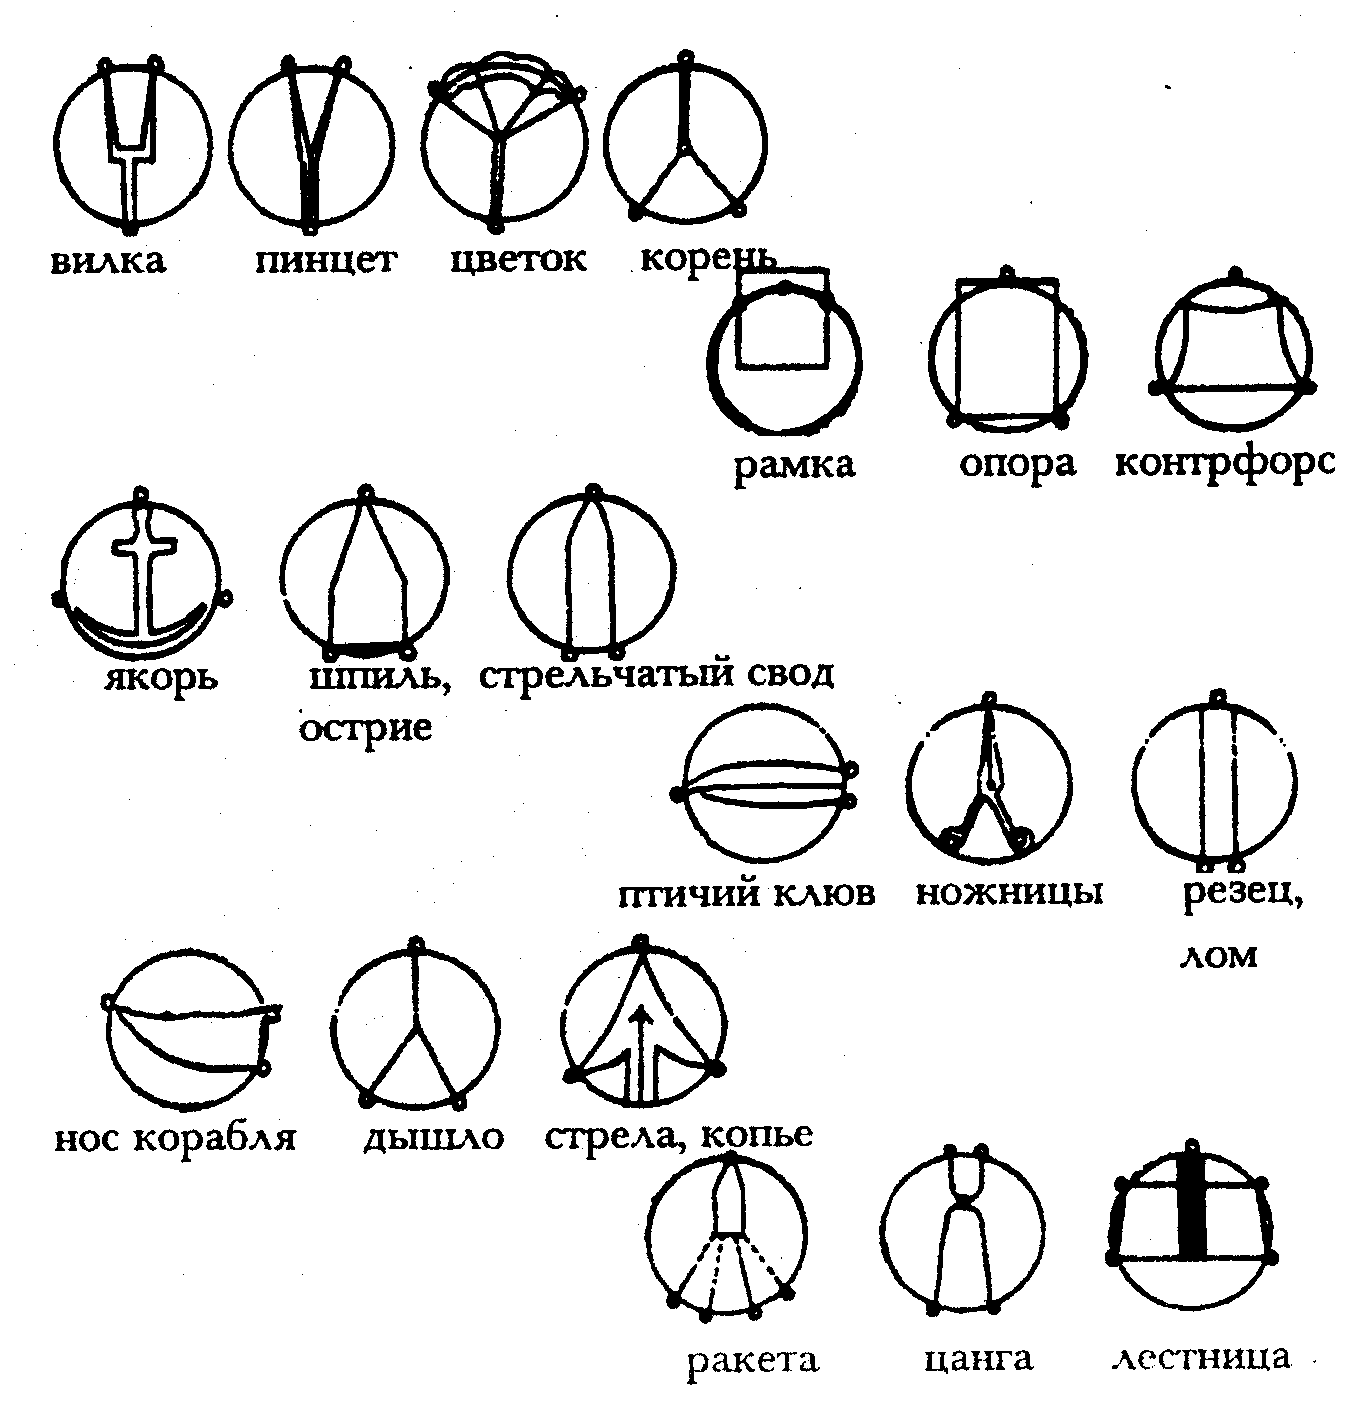 вилка пинцет цветок корень
рамка опора контрфорс
якорь шпиль, стрельчатый свод
острие
птичий клюв ножницы резец,
лом
нос корабля дышло стрела, копье
ракета цанга лестница